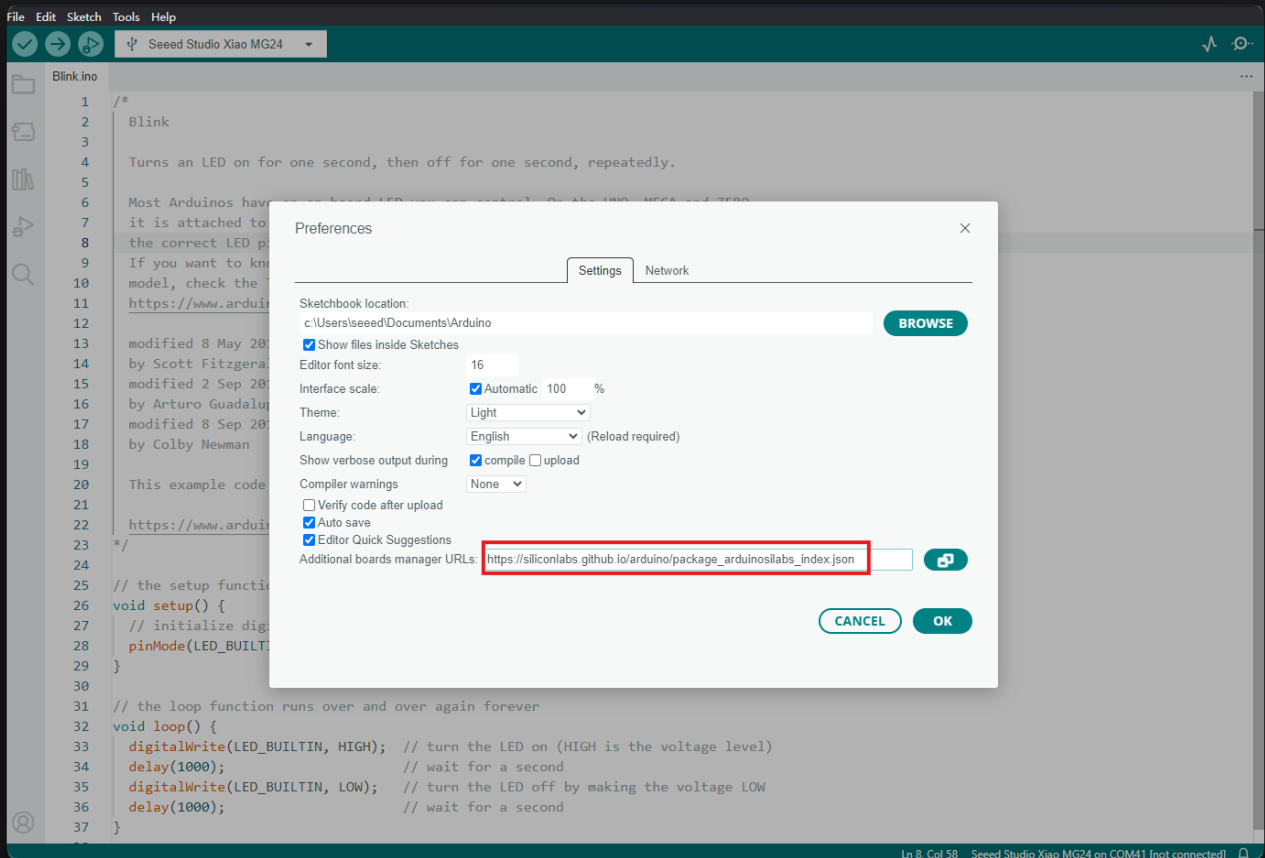 File Edit Sketch Tools Help
Seeed Studio Xiao MG24
Blink.ino
1 /*
2 Blink
3
4 Turns an LED on for one second, then off for one second, repeatedly.
5
6 Most Arduinos have an on-board LED you can control. On the UNO, MEGA and ZERO
7 it is attached to
8 the correct LED pi
9 If you want to kno
10 model, check the T
11 https://www.arduin
12
13 modified 8 May 201
14 by Scott Fitzgeral
15 modified 2 Sep 201
16 by Arturo Guadalup
17 modified 8 Sep 201
18 by Colby Newman
19
20 This example code
21
22 https://www.arduin
23 */
24
25 // the setup functio
26 void setup() {
27 // initialize digi
28 pinMode(LED_BUILTI
29 }
30
31 // the loop function runs over and over again forever
32 void loop() {
33 digitalWrite(LED_BUILTIN, HIGH); // turn the LED on (HIGH is the voltage level)
34 delay(1000); // wait for a second
35 digitalWrite(LED_BUILTIN, LOW); // turn the LED off by making the voltage LOW
36 delay(1000); // wait for a second
37 }
Preferences
Settings Network
Sketchbook location:
c:\Users\seeed\Documents\Arduino
BROWSE
Show files inside Sketches
Editor font size: 16
Interface scale: Automatic 100 %
Theme: Light
Language: English (Reload required)
Show verbose output during compile upload
Compiler warnings None
Verify code after upload
Auto save
Editor Quick Suggestions
Additional boards manager URLs: https://siliconlabs.github.io/arduino/package_arduinosilabs_index.json
CANCEL OK
Ln 8, Col 58 Seeed Studio Xiao MG24 on COM41 [not connected]